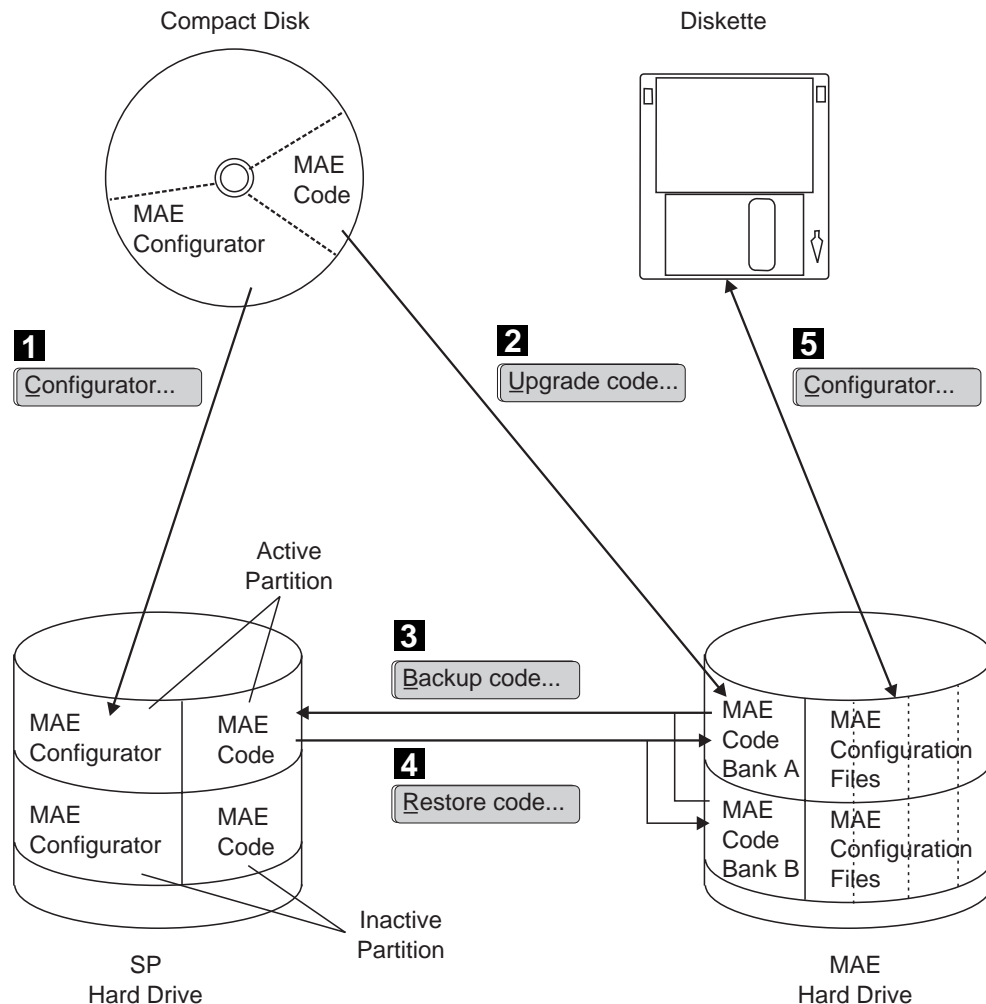 Compact Disk
Diskette
MAE
Code
MAE
Configurator
1
Configurator...
2
Upgrade code...
5
Configurator...
Active
Partition
3
Backup code...
4
Restore code...
MAE
Configurator
MAE
Code
MAE
Configurator
MAE
Code
MAE
Code
Bank A
MAE
Configuration
Files
MAE
Code
Bank B
MAE
Configuration
Files
Inactive
Partition
SP
Hard Drive
MAE
Hard Drive